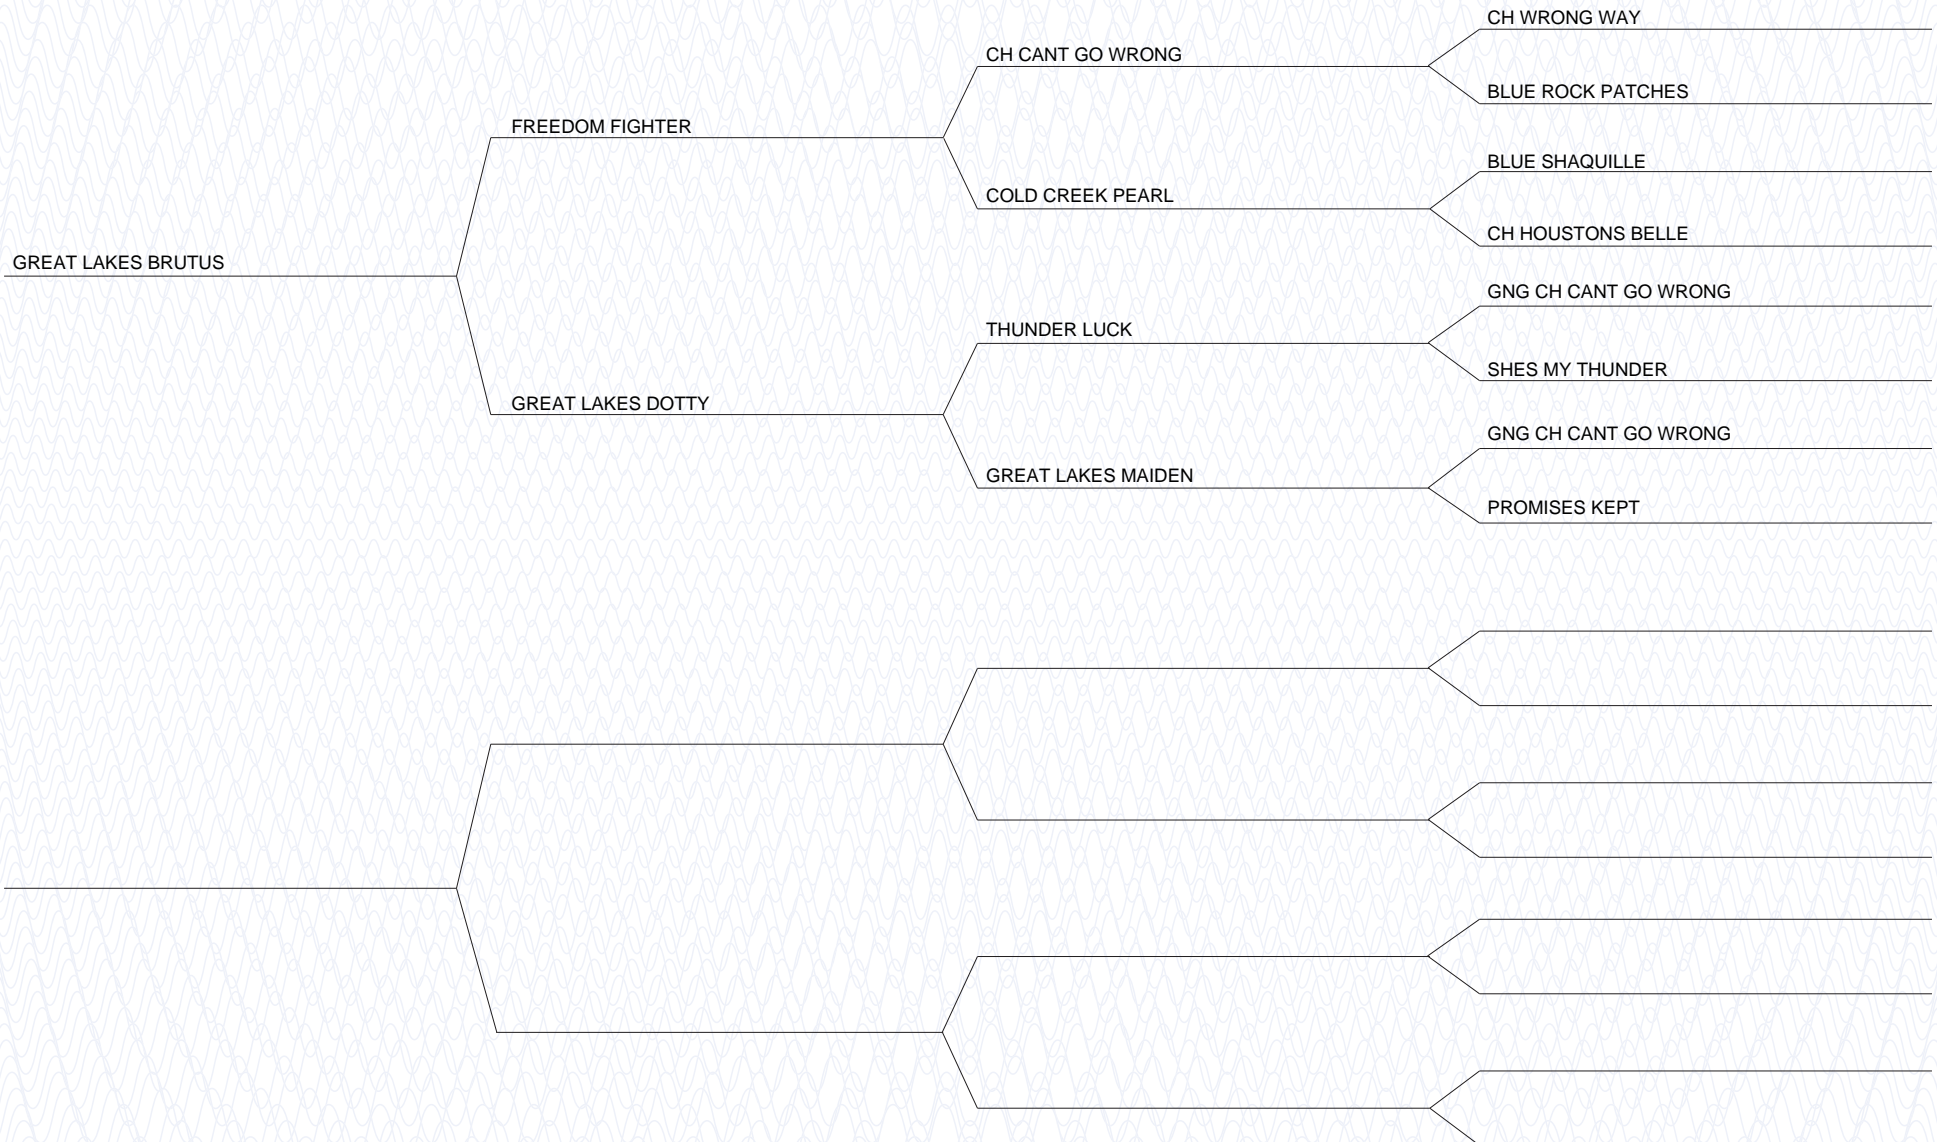 CH WRONG WAY
CH CANT GO WRONG
BLUE ROCK PATCHES
FREEDOM FIGHTER
BLUE SHAQUILLE
COLD CREEK PEARL
CH HOUSTONS BELLE
GREAT LAKES BRUTUS
GNG CH CANT GO WRONG
THUNDER LUCK
SHES MY THUNDER
GREAT LAKES DOTTY
GNG CH CANT GO WRONG
GREAT LAKES MAIDEN
PROMISES KEPT